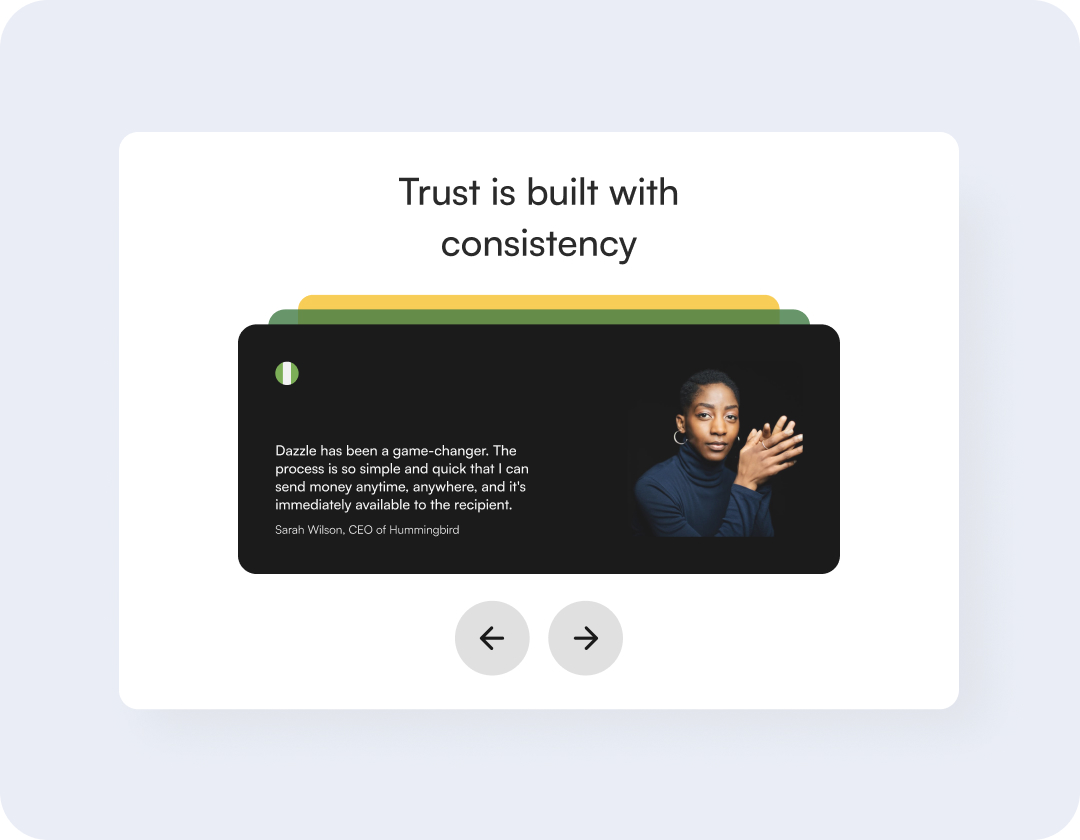 Trust is built with
consistency
Dazzle has been a game-changer. The
process is so simple and quick that I can
send money anytime, anywhere, and it's
immediately available to the recipient.
Sarah Wilson, CEO of Hummingbird